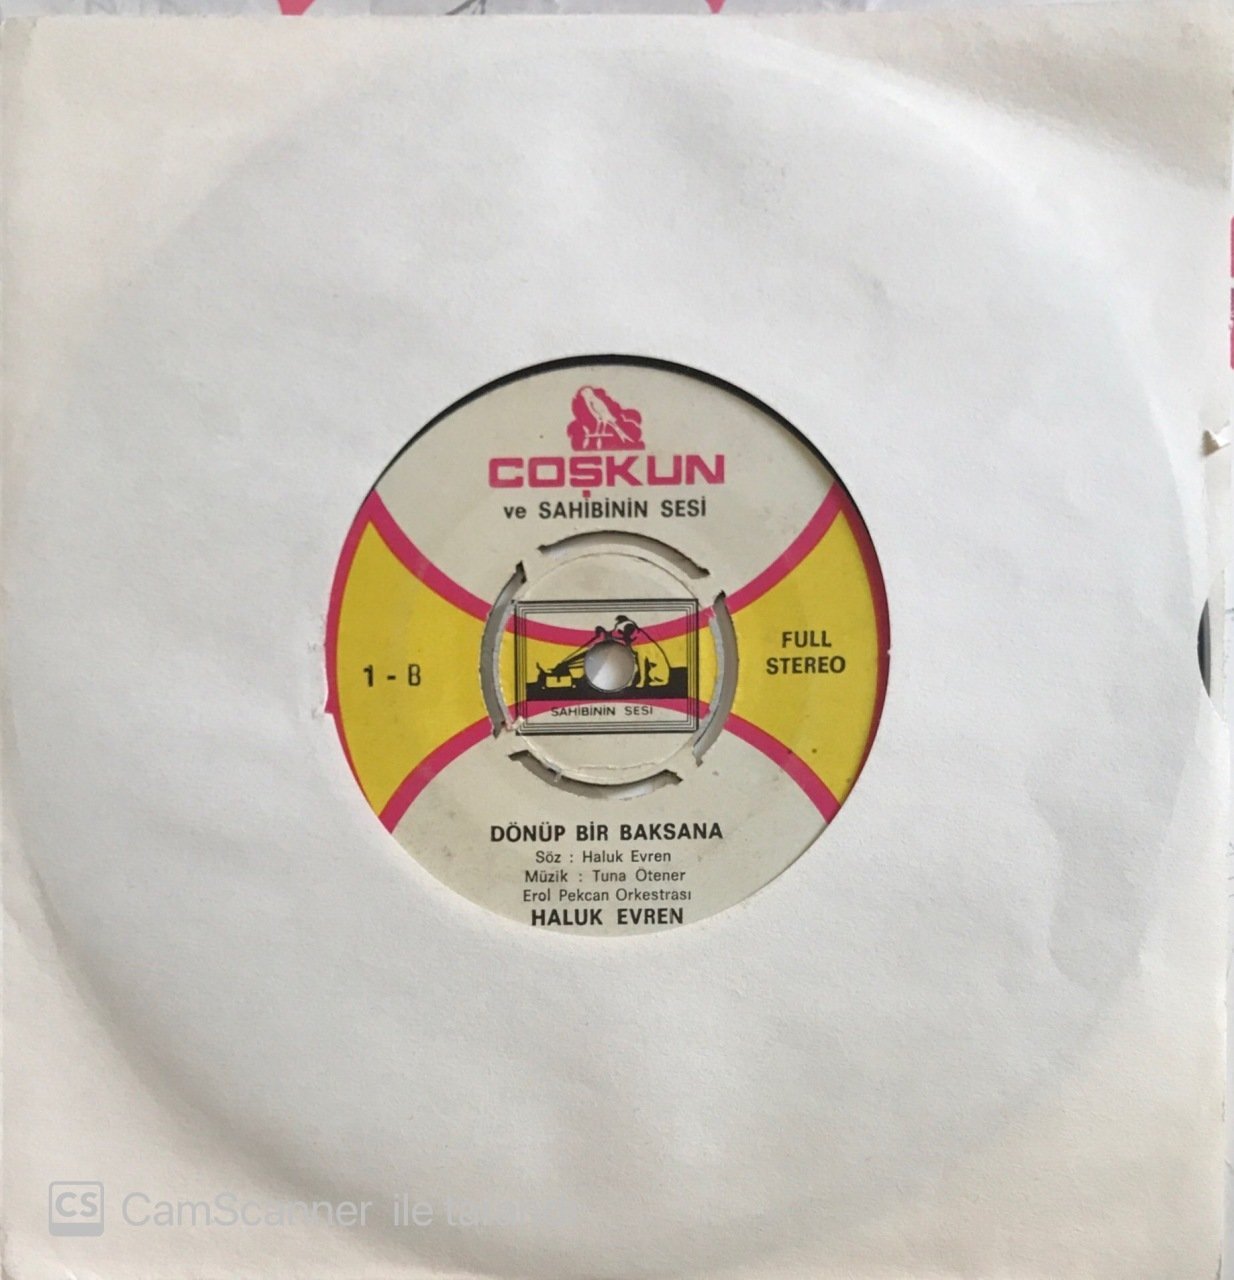 COŞKUN
ve SAHİBİNİN SESİ
FULL
STEREO
1 - B
SAHİBİNİN SESİ
DÖNÜP BİR BAKSANA
Söz : Haluk Evren
Müzik : Tuna Ötener
Erol Pekcan Orkestrası
HALUK EVREN
CS CamScanner ile